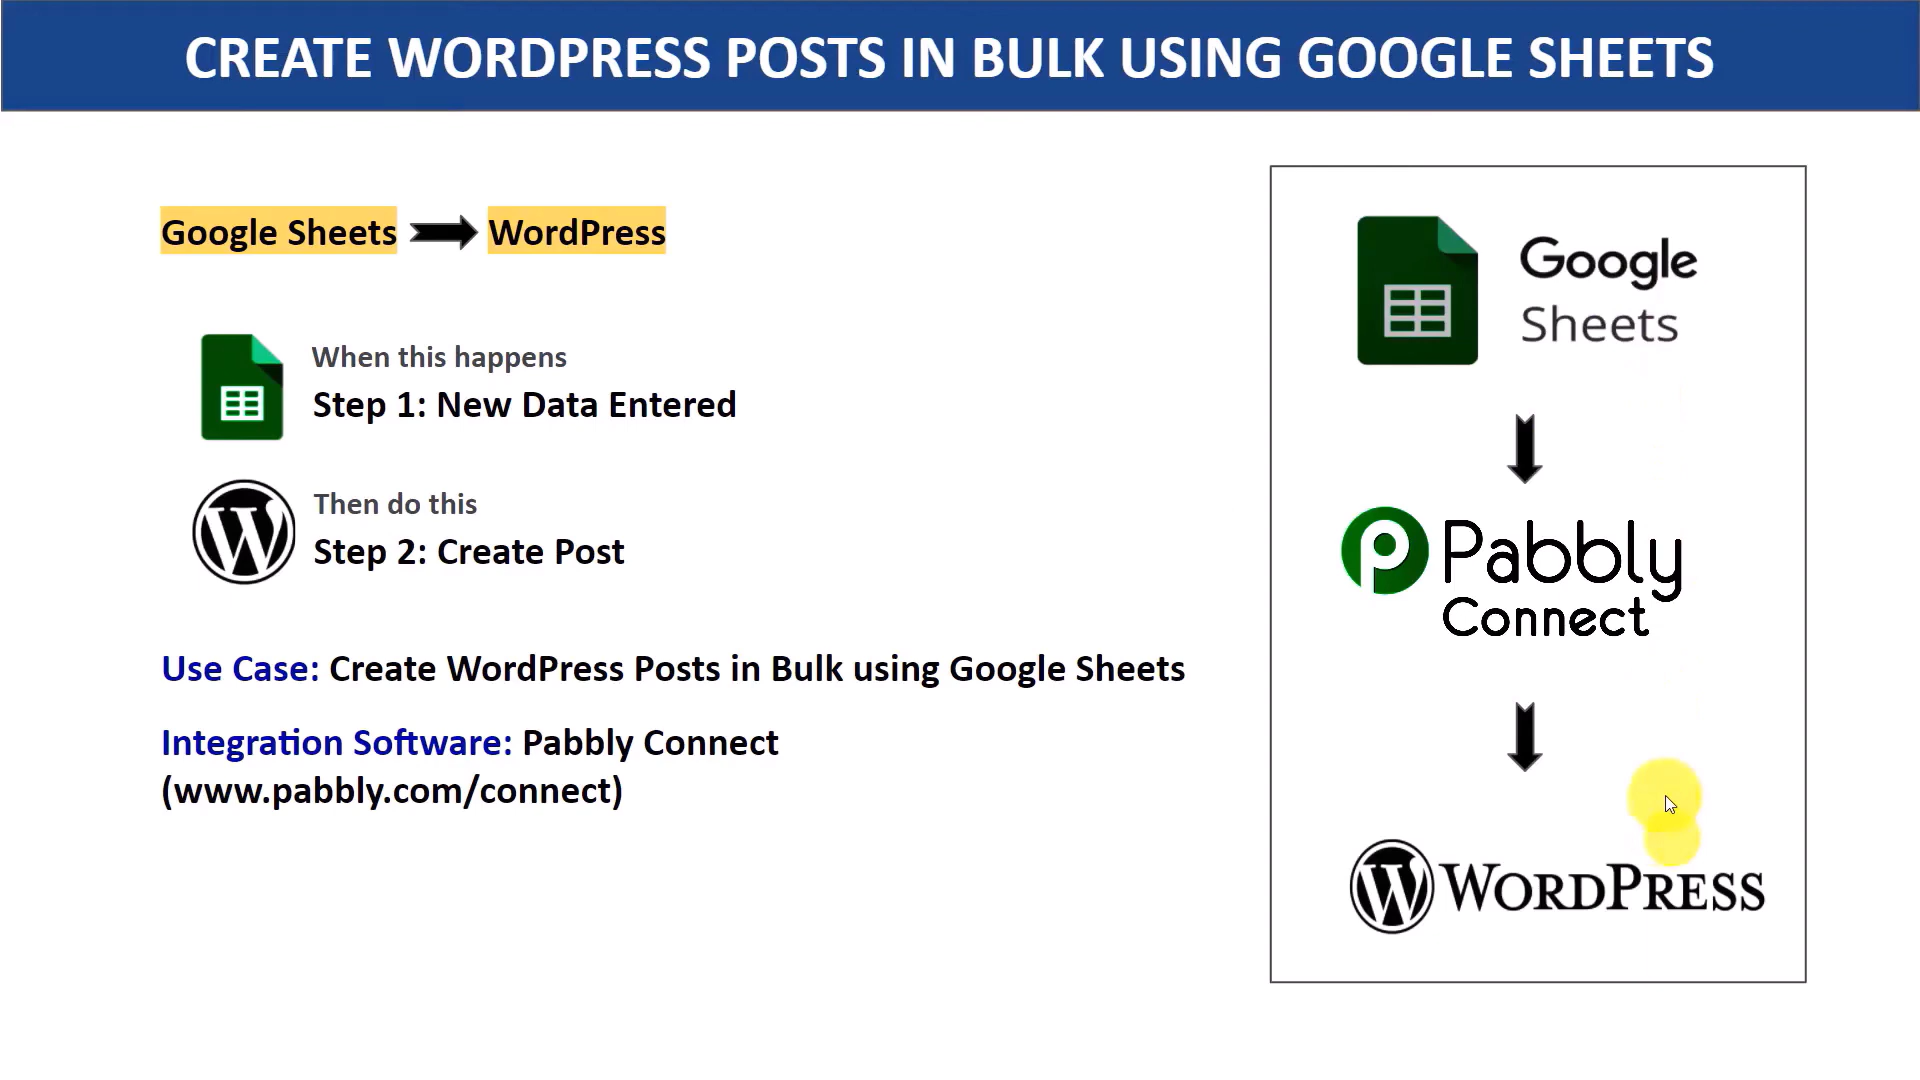 CREATE WORDPRESS POSTS IN BULK USING GOOGLE SHEETS
Google Sheets WordPress
When this happens
Step 1: New Data Entered
Then do this
Step 2: Create Post
Use Case: Create WordPress Posts in Bulk using Google Sheets
Integration Software: Pabbly Connect
(www.pabbly.com/connect)
Google
Sheets
Pabbly
Connect
WORDPRESS